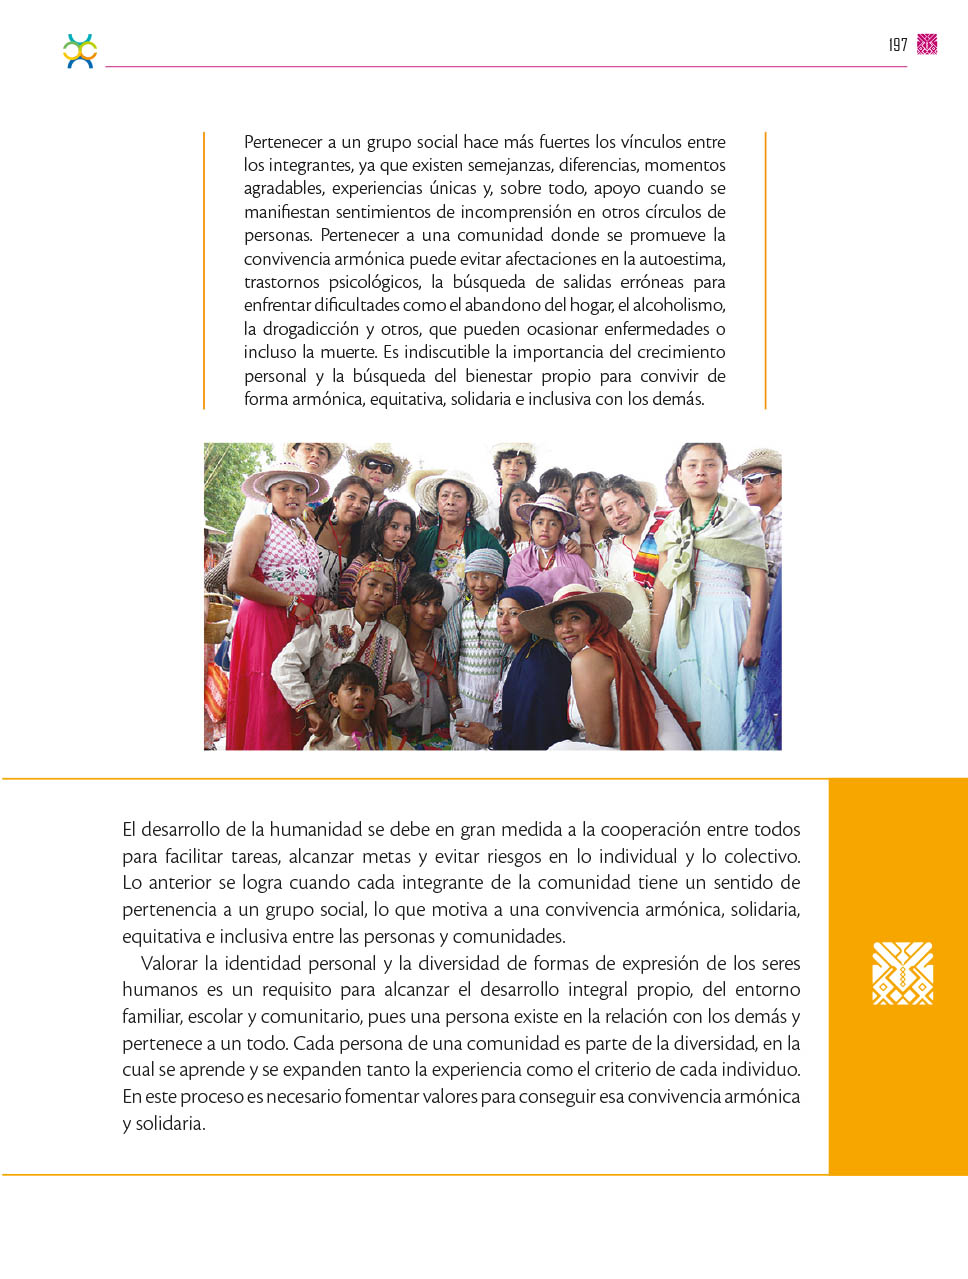 197
Pertenecer a un grupo social hace más fuertes los vínculos entre
los integrantes, ya que existen semejanzas, diferencias, momentos
agradables, experiencias únicas y, sobre todo, apoyo cuando se
manifiestan sentimientos de incomprensión en otros círculos de
personas. Pertenecer a una comunidad donde se promueve la
convivencia armónica puede evitar afectaciones en la autoestima,
trastornos psicológicos, la búsqueda de salidas erróneas para
enfrentar dificultades como el abandono del hogar, el alcoholismo,
la drogadicción y otros, que pueden ocasionar enfermedades o
incluso la muerte. Es indiscutible la importancia del crecimiento
personal y la búsqueda del bienestar propio para convivir de
forma armónica, equitativa, solidaria e inclusiva con los demás.
El desarrollo de la humanidad se debe en gran medida a la cooperación entre todos
para facilitar tareas, alcanzar metas y evitar riesgos en lo individual y lo colectivo.
Lo anterior se logra cuando cada integrante de la comunidad tiene un sentido de
pertenencia a un grupo social, lo que motiva a una convivencia armónica, solidaria,
equitativa e inclusiva entre las personas y comunidades.
Valorar la identidad personal y la diversidad de formas de expresión de los seres
humanos es un requisito para alcanzar el desarrollo integral propio, del entorno
familiar, escolar y comunitario, pues una persona existe en la relación con los demás y
pertenece a un todo. Cada persona de una comunidad es parte de la diversidad, en la
cual se aprende y se expanden tanto la experiencia como el criterio de cada individuo.
En este proceso es necesario fomentar valores para conseguir esa convivencia armónica
y solidaria.